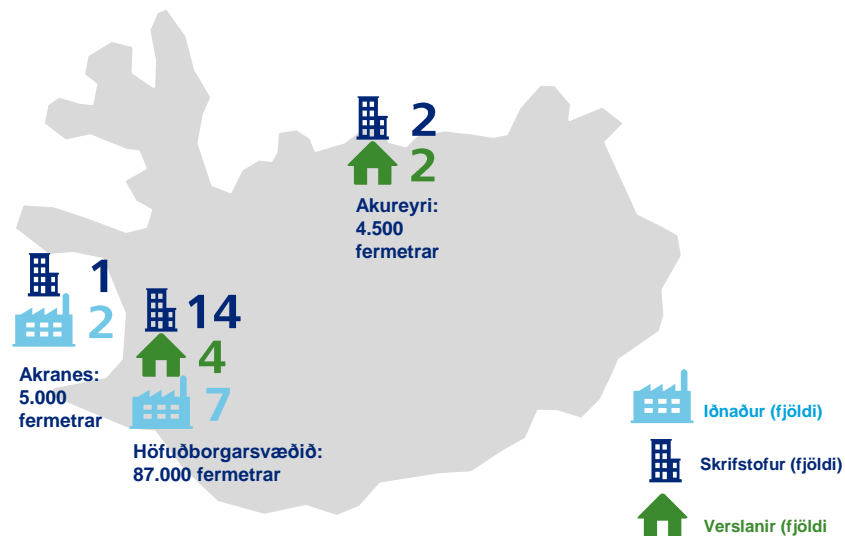 2
2
Akureyri:
4.500
fermetrar
1
2
Akranes:
5.000
fermetrar
14
4
7
Höfuðborgarsvæðið:
87.000 fermetrar
Iðnaður (fjöldi)
Skrifstofur (fjöldi)
Verslanir (fjöldi